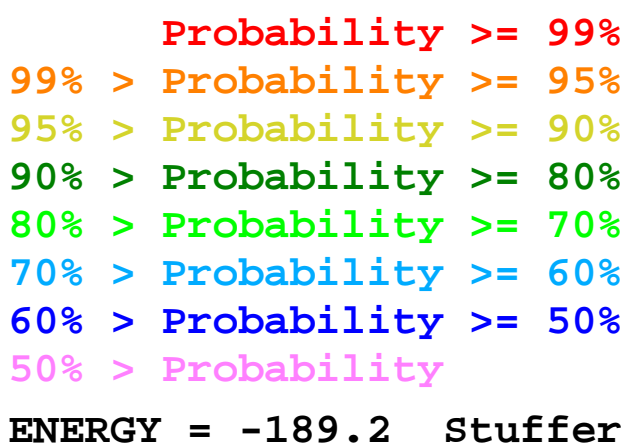 Probability >= 99%
99% > Probability >= 95%
95% > Probability >= 90%
90% > Probability >= 80%
80% > Probability >= 70%
70% > Probability >= 60%
60% > Probability >= 50%
50% > Probability
ENERGY = -189.2  Stuffer